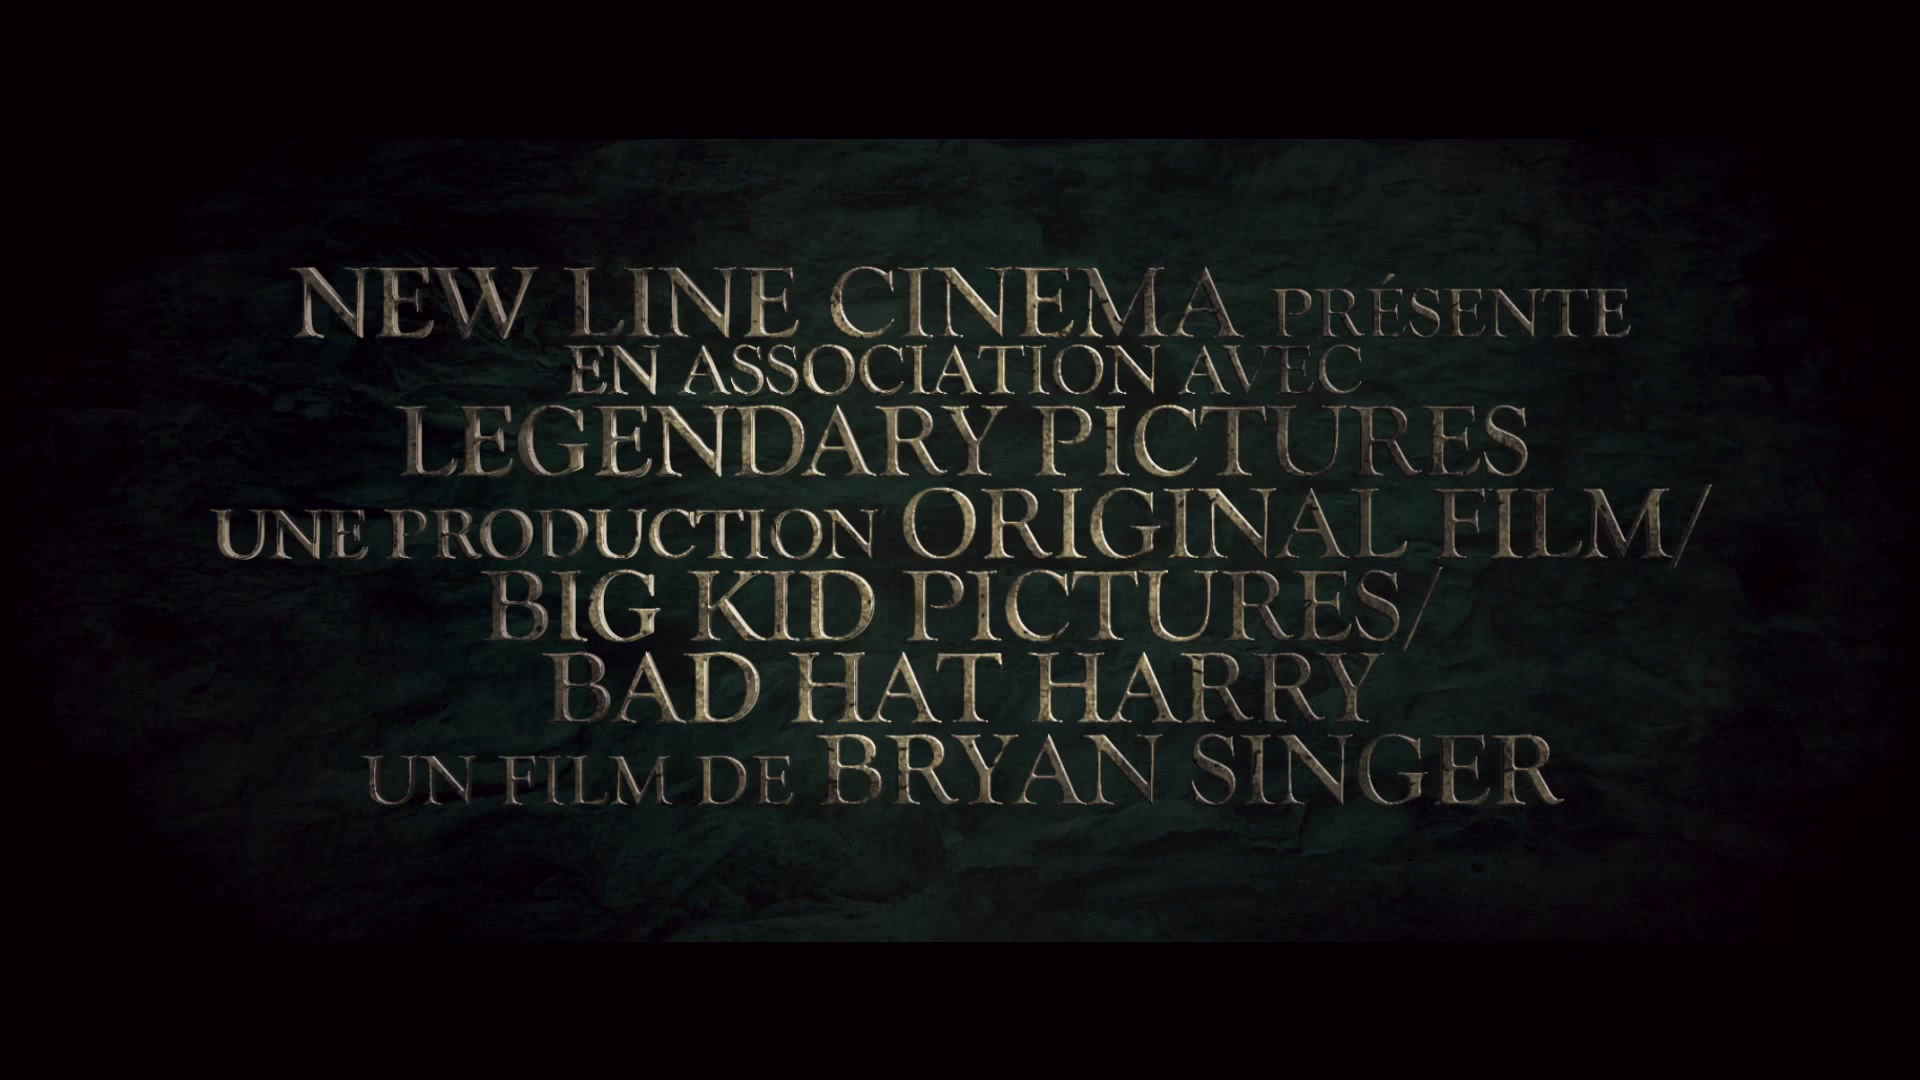 NEW LINE CINEMA PRÉSENTE
EN ASSOCIATION AVEC
LEGENDARY PICTURES
UNE PRODUCTION ORIGINAL FILM/
BIG KID PICTURES/
BAD HAT HARRY
UN FILM DE BRYAN SINGER